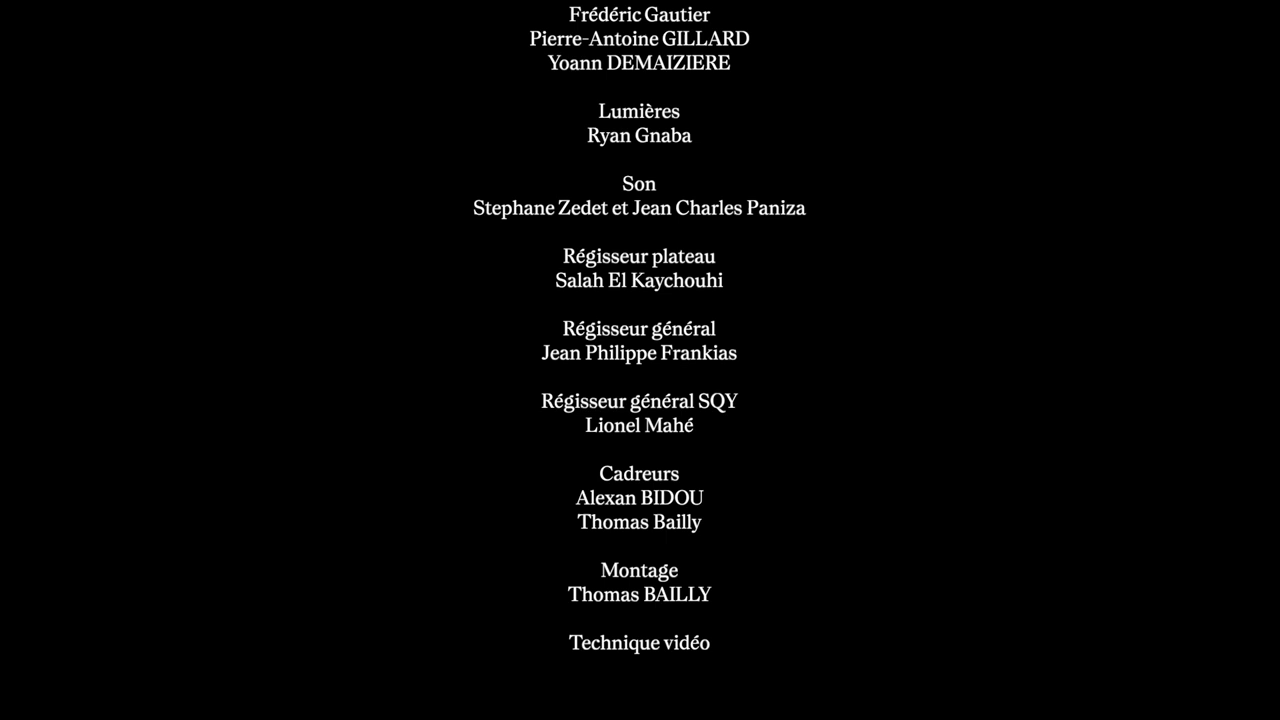 Frédéric Gautier
Pierre-Antoine GILLARD
Yoann DEMAIZIERE
Lumières
Ryan Gnaba
Son
Stephane Zedet et Jean Charles Paniza
Régisseur plateau
Salah El Kaychouhi
Régisseur général
Jean Philippe Frankias
Régisseur général SQY
Lionel Mahé
Cadreurs
Alexan BIDOU
Thomas Bailly
Montage
Thomas BAILLY
Technique vidéo